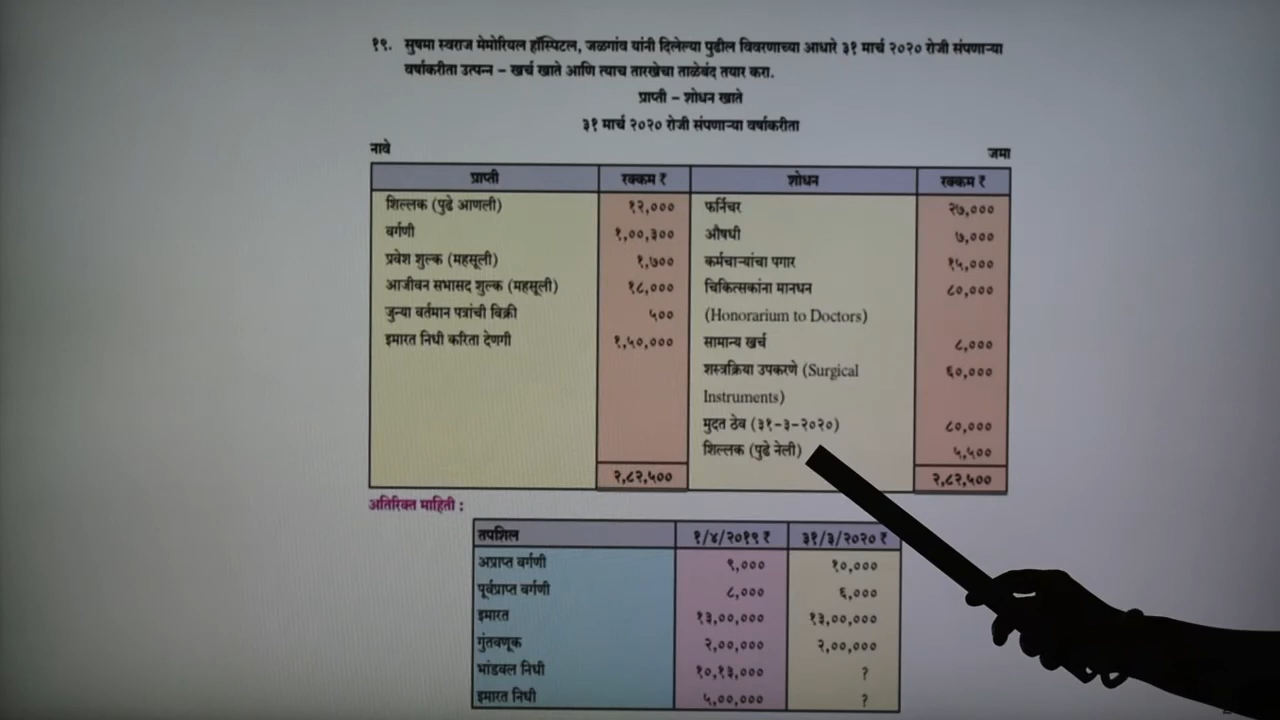 १९. सुषमा स्वराज मेमोरियल हॉस्पिटल, जळगांव यांनी दिलेल्या पुढील विवरणाच्या आधारे ३१ मार्च २०२० रोजी संपणाऱ्या
वर्षाकरीता उत्पन्न – खर्च खाते आणि त्याच तारखेचा ताळेबंद तयार करा.
प्राप्ती – शोधन खाते
३१ मार्च २०२० रोजी संपणाऱ्या वर्षाकरीता
नावे जमा
प्राप्ती रक्कम ₹ शोधन रक्कम ₹
शिल्लक (पुढे आणली) १२,००० फर्निचर २७,०००
वर्गणी १,००,३०० औषधी ७,०००
प्रवेश शुल्क (महसूली) १,७०० कर्मचाऱ्यांचा पगार १५,०००
आजीवन सभासद शुल्क (महसूली) १८,००० चिकित्सकांना मानधन ८०,०००
जुन्या वर्तमान पत्रांची विक्री ५०० (Honorarium to Doctors)
इमारत निधी करिता देणगी १,५०,००० सामान्य खर्च ८,०००
शस्त्रक्रिया उपकरणे (Surgical ६०,०००
Instruments)
मुदत ठेव (३१-३-२०२०) ८०,०००
शिल्लक (पुढे नेली) ५,५००
२,८२,५०० २,८२,५००
अतिरिक्त माहिती :
तपशिल १/४/२०१९ ₹ ३१/३/२०२० ₹
अप्राप्त वर्गणी ९,००० १०,०००
पूर्वप्राप्त वर्गणी ८,००० ६,०००
इमारत १३,००,००० १३,००,०००
गुंतवणूक २,००,००० २,००,०००
भांडवल निधी १०,१३,००० ?
इमारत निधी ५,००,००० ?